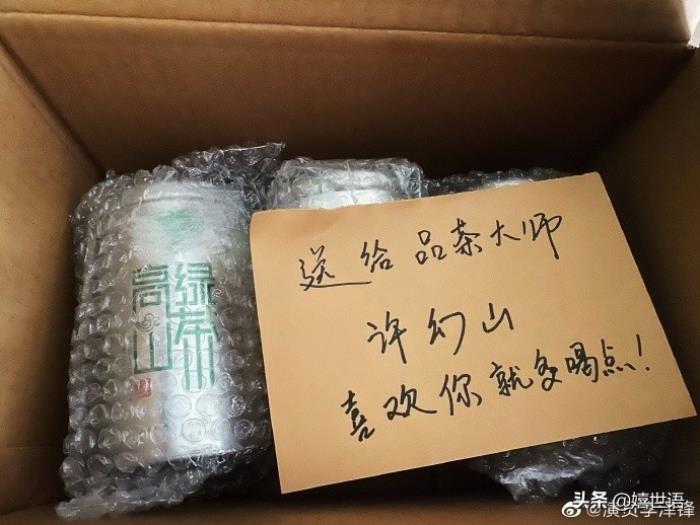 高山
绿茶
送给品茶大师
许幻山
喜欢你就多喝点!
头条 @嬉世语
@演员李泽锋